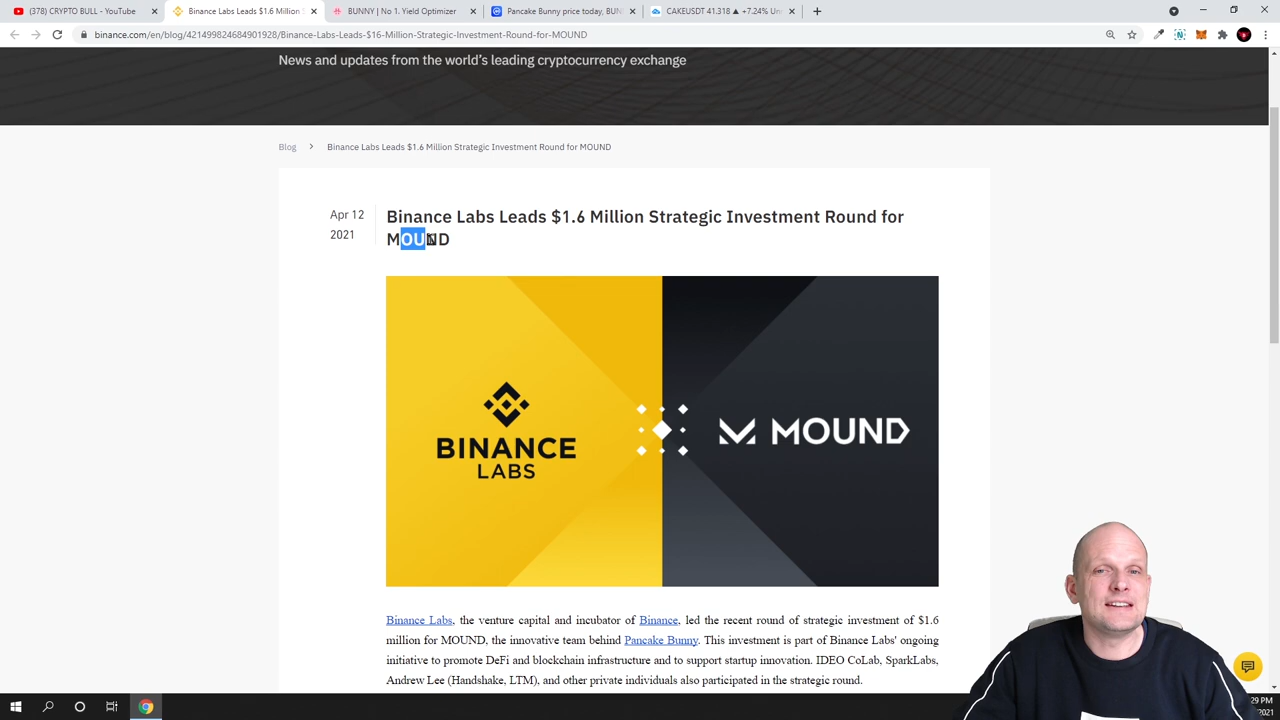 (378) CRYPTO BULL - YouTube
Binance Labs Leads $1.6 Million S
BUNNY | No 1. Yield Optimizer
Pancake Bunny price today, BUN
CAKEUSDT 41.318 ▲ +7.24% Un
binance.com/en/blog/421499824684901928/Binance-Labs-Leads-$16-Million-Strategic-Investment-Round-for-MOUND
News and updates from the world's leading cryptocurrency exchange
Blog > Binance Labs Leads $1.6 Million Strategic Investment Round for MOUND
Apr 12
2021
Binance Labs Leads $1.6 Million Strategic Investment Round for
MOUND
BINANCE
LABS
MOUND
Binance Labs, the venture capital and incubator of Binance, led the recent round of strategic investment of $1.6
million for MOUND, the innovative team behind Pancake Bunny. This investment is part of Binance Labs' ongoing
initiative to promote DeFi and blockchain infrastructure and to support startup innovation. IDEO CoLab, SparkLabs,
Andrew Lee (Handshake, LTM), and other private individuals also participated in the strategic round.
:29 PM
/2021